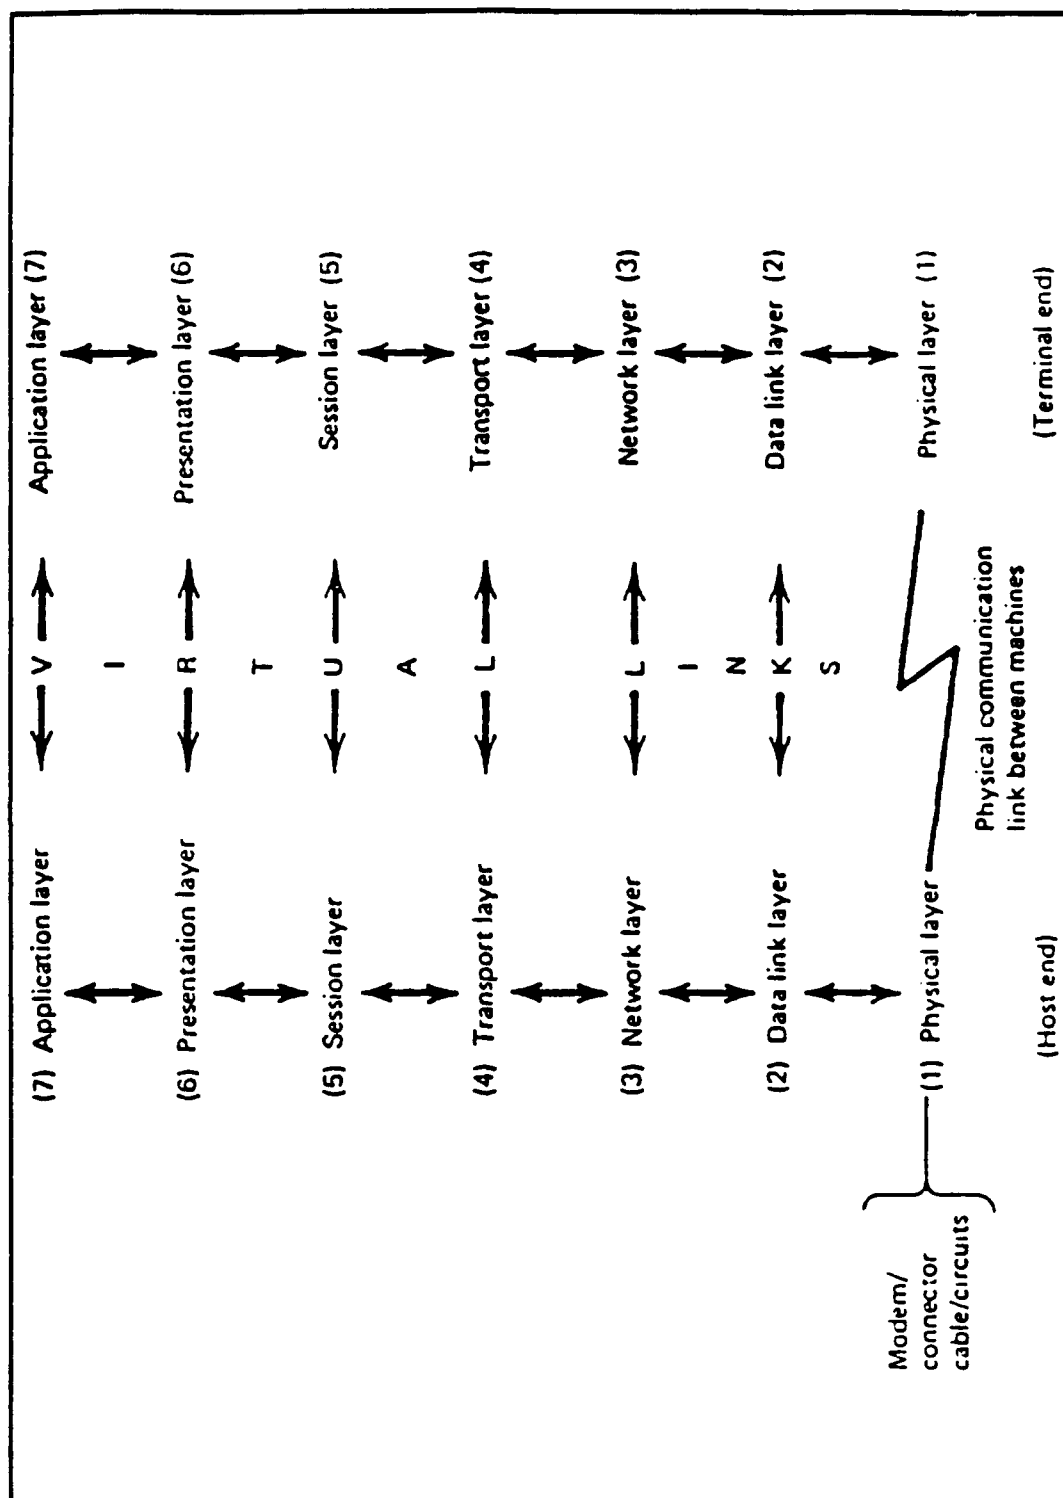 (7) Application layer V Application layer (7)
I
(6) Presentation layer R Presentation layer (6)
T
(5) Session layer U Session layer (5)
A
(4) Transport layer L Transport layer (4)
(3) Network layer L Network layer (3)
I
N
(2) Data link layer K Data link layer (2)
S
Modem/
connector
cable/circuits
(1) Physical layer Physical layer (1)
Physical communication
link between machines
(Host end) (Terminal end)